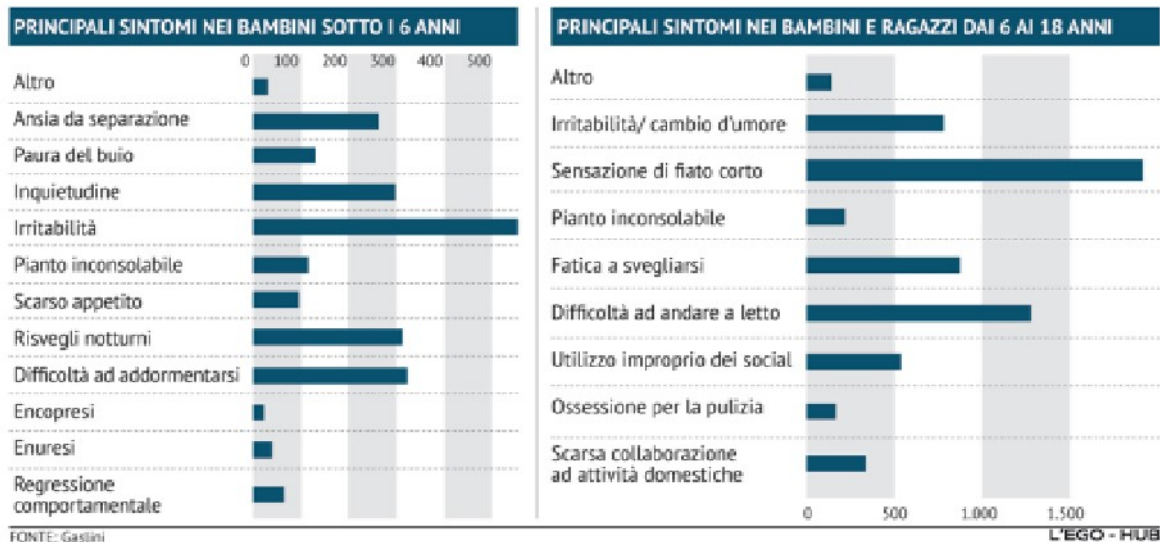 PRINCIPALI SINTOMI NEI BAMBINI SOTTO I 6 ANNI
0 100 200 300 400 500
Altro
Ansia da separazione
Paura del buio
Inquietudine
Irritabilità
Pianto inconsolabile
Scarso appetito
Risvegli notturni
Difficoltà ad addormentarsi
Encopresi
Enuresi
Regressione
comportamentale
PRINCIPALI SINTOMI NEI BAMBINI E RAGAZZI DAI 6 AI 18 ANNI
Altro
Irritabilità/ cambio d'umore
Sensazione di fiato corto
Pianto inconsolabile
Fatica a svegliarsi
Difficoltà ad andare a letto
Utilizzo improprio dei social
Ossessione per la pulizia
Scarsa collaborazione
ad attività domestiche
0 500 1.000 1.500
FONTE: Gaslini
L'EGO - HUB